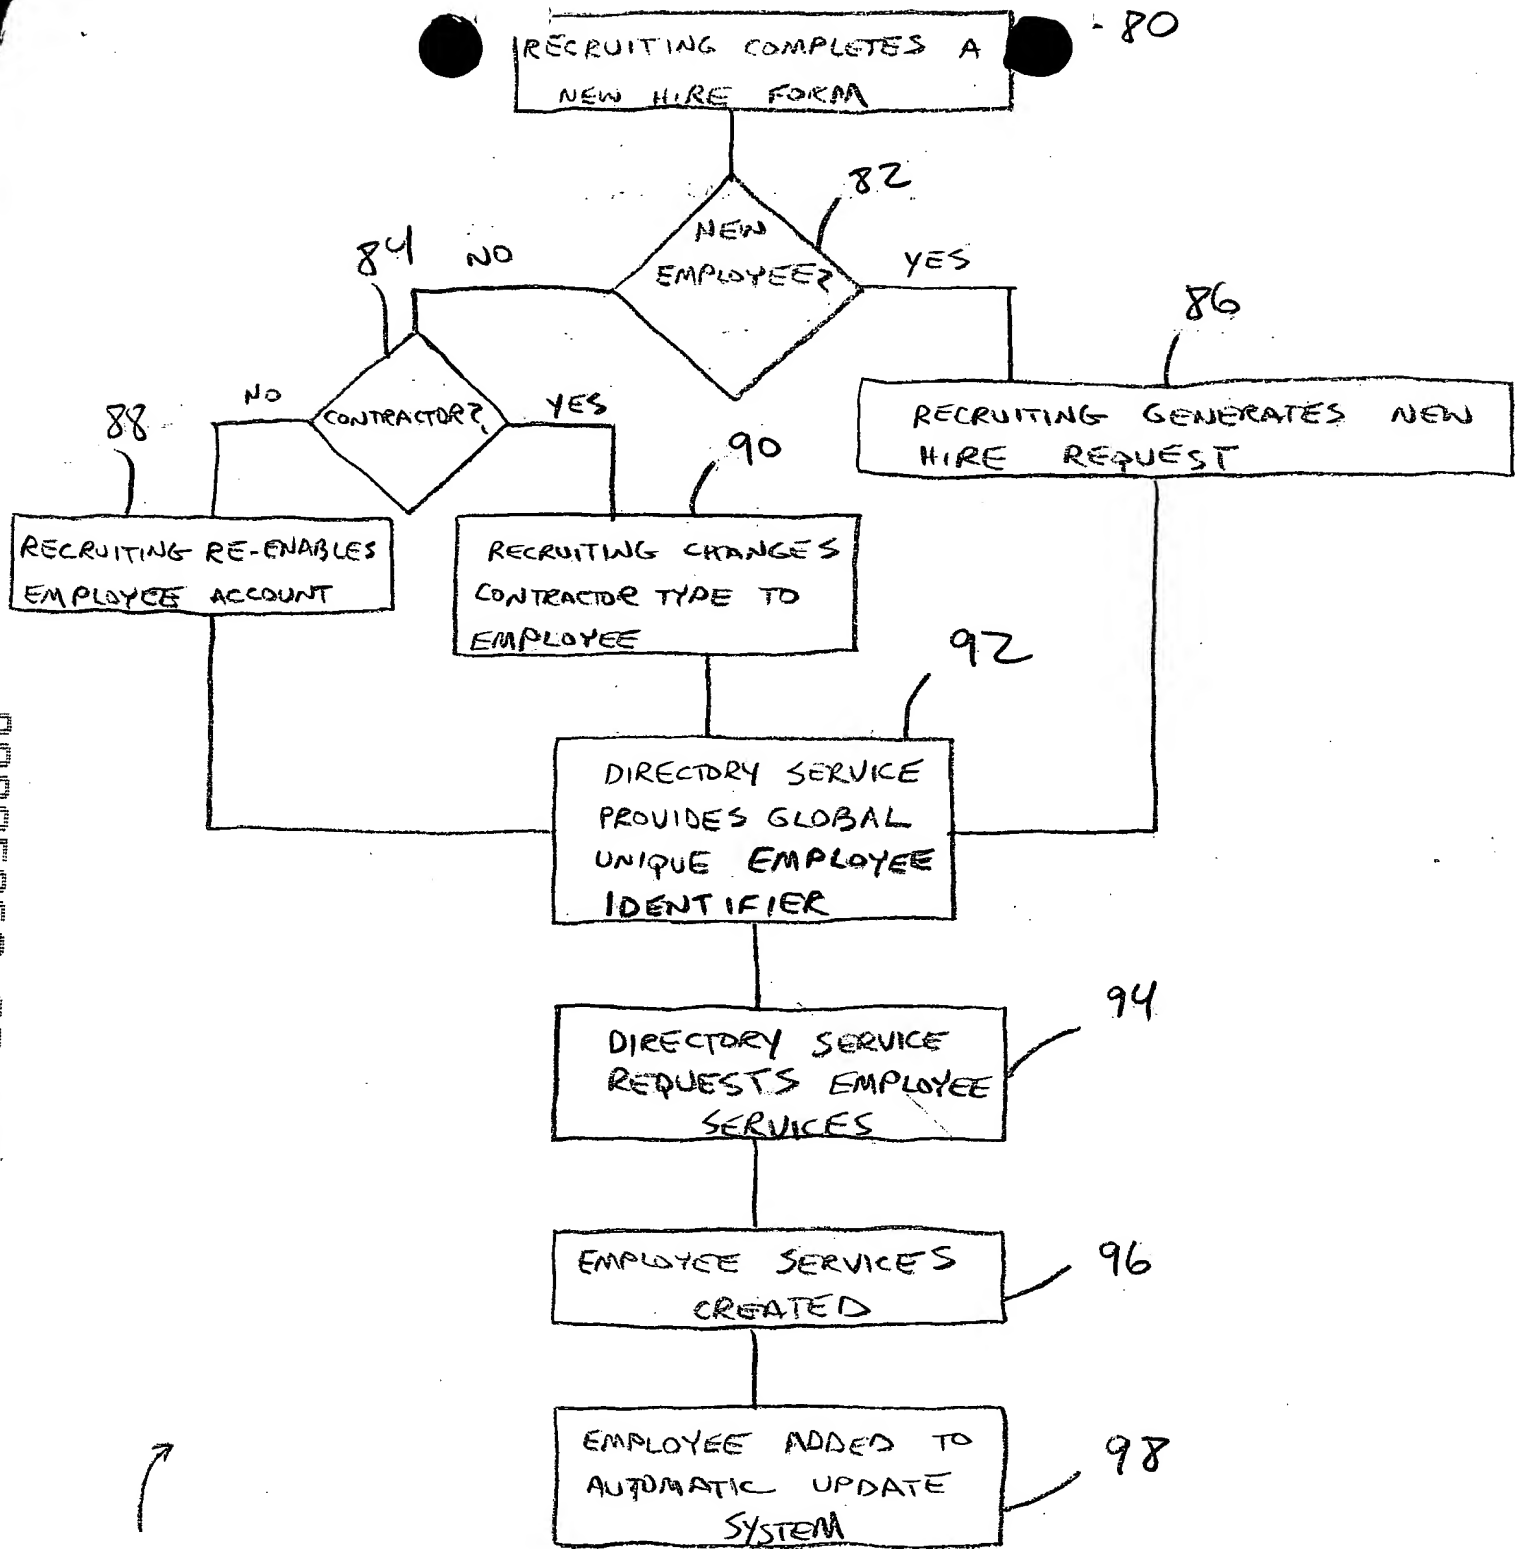 80
RECRUITING COMPLETES A
NEW HIRE FORM
82
NEW
EMPLOYEE?
NO
YES
84
86
CONTRACTOR?
NO
YES
RECRUITING GENERATES NEW
HIRE REQUEST
88
90
RECRUITING RE-ENABLES
EMPLOYEE ACCOUNT
RECRUITING CHANGES
CONTRACTOR TYPE TO
EMPLOYEE
92
DIRECTORY SERVICE
PROVIDES GLOBAL
UNIQUE EMPLOYEE
IDENTIFIER
94
DIRECTORY SERVICE
REQUESTS EMPLOYEE
SERVICES
96
EMPLOYEE SERVICES
CREATED
98
EMPLOYEE ADDED TO
AUTOMATIC UPDATE
SYSTEM